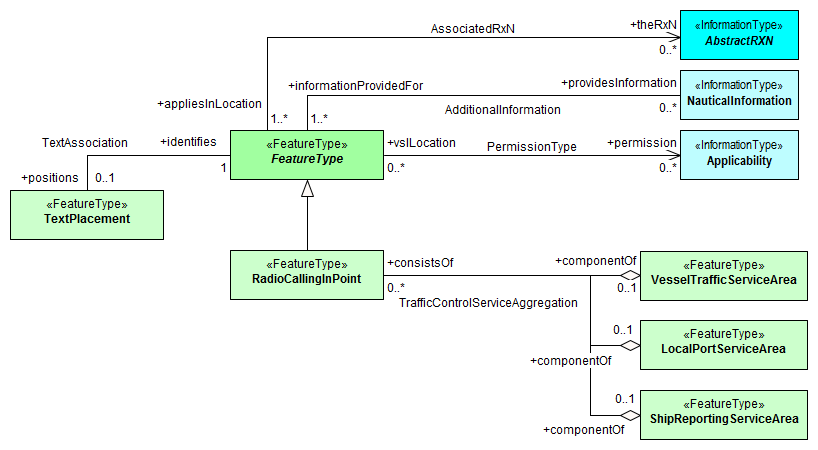 AssociatedRxN
+theRxN
0..*
«InformationType»
AbstractRXN
+appliesInLocation
1..*
+informationProvidedFor
1..*
AdditionalInformation
+providesInformation
0..*
«InformationType»
NauticalInformation
TextAssociation
+identifies
1
+positions
0..1
«FeatureType»
FeatureType
+vslLocation
0..*
PermissionType
+permission
0..*
«InformationType»
Applicability
«FeatureType»
TextPlacement
«FeatureType»
RadioCallingInPoint
+consistsOf
0..*
TrafficControlServiceAggregation
+componentOf
0..1
«FeatureType»
VesselTrafficServiceArea
0..1
+componentOf
«FeatureType»
LocalPortServiceArea
0..1
+componentOf
«FeatureType»
ShipReportingServiceArea